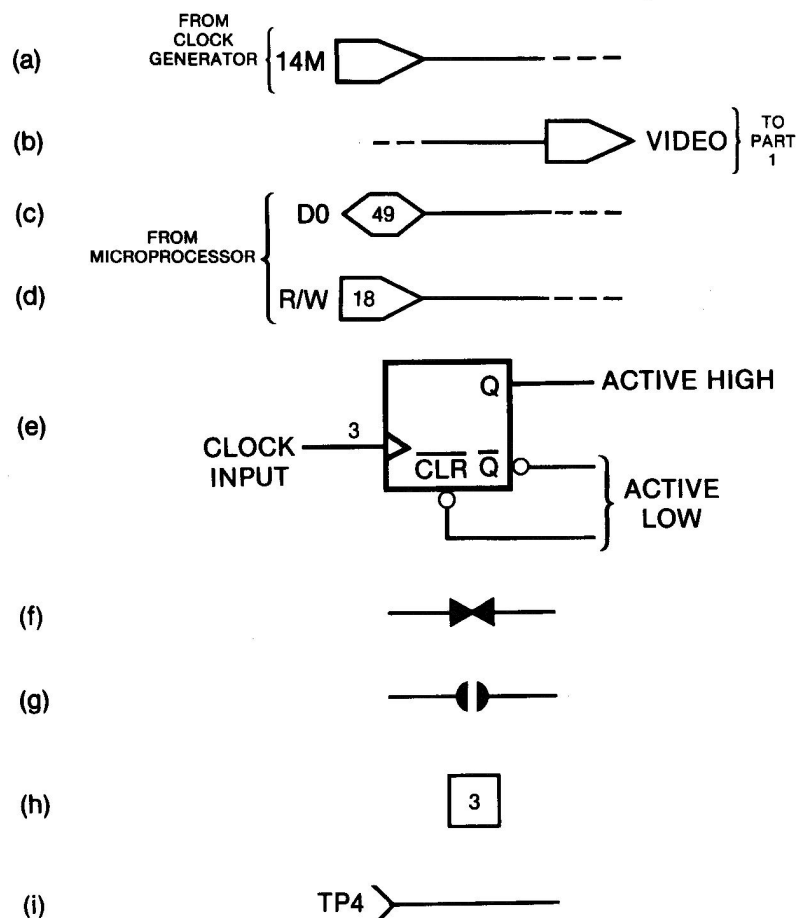 FROM
CLOCK
GENERATOR
(a)
14M
(b)
VIDEO
TO
PART
1
(c)
D0
49
FROM
MICROPROCESSOR
(d)
R/W
18
(e)
CLOCK
INPUT
3
Q
CLR Q̅
ACTIVE HIGH
ACTIVE
LOW
(f)
(g)
(h)
3
(i)
TP4